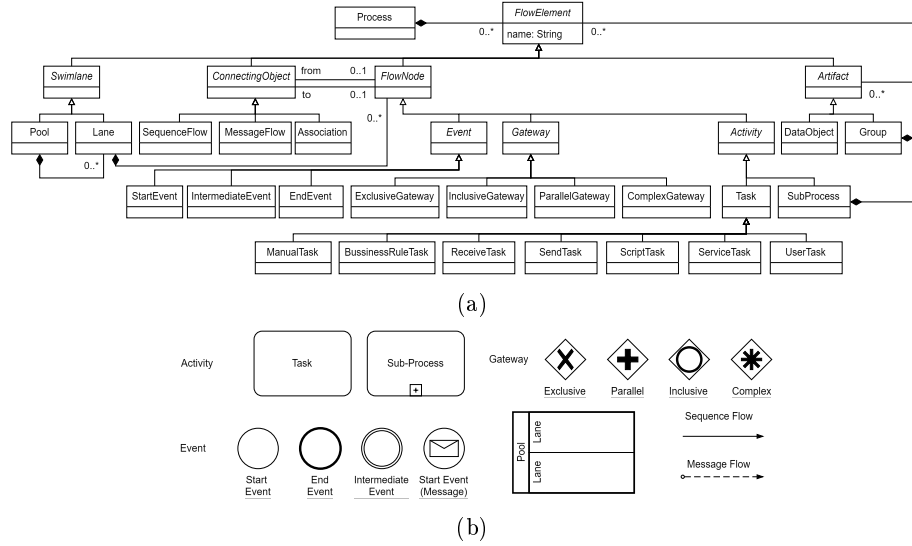 Process
FlowElement
name: String
0..*
0..*
Swimlane
ConnectingObject
from
0..1
to
0..1
FlowNode
Artifact
0..*
0..*
Pool
Lane
SequenceFlow
MessageFlow
Association
Event
Gateway
Activity
DataObject
Group
0..*
StartEvent
IntermediateEvent
EndEvent
ExclusiveGateway
InclusiveGateway
ParallelGateway
ComplexGateway
Task
SubProcess
ManualTask
BussinessRuleTask
ReceiveTask
SendTask
ScriptTask
ServiceTask
UserTask
(a)
Activity
Task
Sub-Process
Gateway
Exclusive
Parallel
Inclusive
Complex
Event
Start
Event
End
Event
Intermediate
Event
Start Event
(Message)
Pool
Lane
Lane
Sequence Flow
Message Flow
(b)